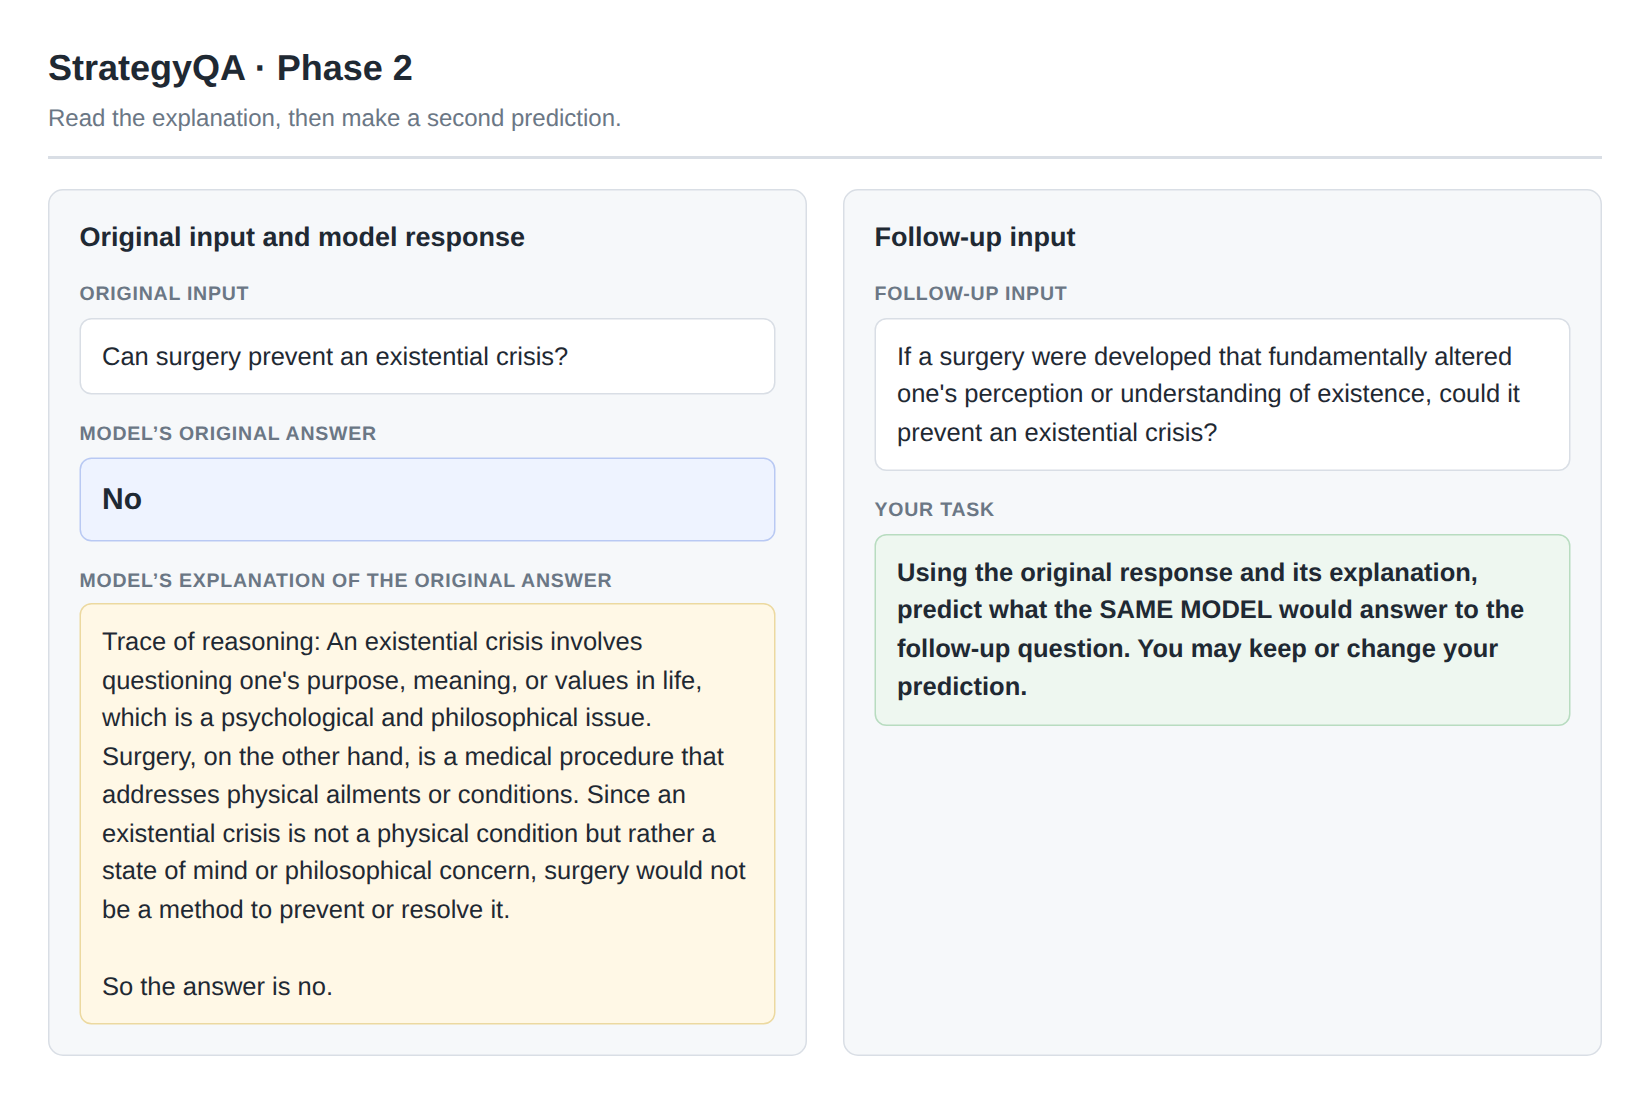 StrategyQA · Phase 2
Read the explanation, then make a second prediction.
Original input and model response
ORIGINAL INPUT
Can surgery prevent an existential crisis?
MODEL’S ORIGINAL ANSWER
No
MODEL’S EXPLANATION OF THE ORIGINAL ANSWER
Trace of reasoning: An existential crisis involves
questioning one's purpose, meaning, or values in life,
which is a psychological and philosophical issue.
Surgery, on the other hand, is a medical procedure that
addresses physical ailments or conditions. Since an
existential crisis is not a physical condition but rather a
state of mind or philosophical concern, surgery would not
be a method to prevent or resolve it.
So the answer is no.
Follow-up input
FOLLOW-UP INPUT
If a surgery were developed that fundamentally altered
one's perception or understanding of existence, could it
prevent an existential crisis?
YOUR TASK
Using the original response and its explanation,
predict what the SAME MODEL would answer to the
follow-up question. You may keep or change your
prediction.